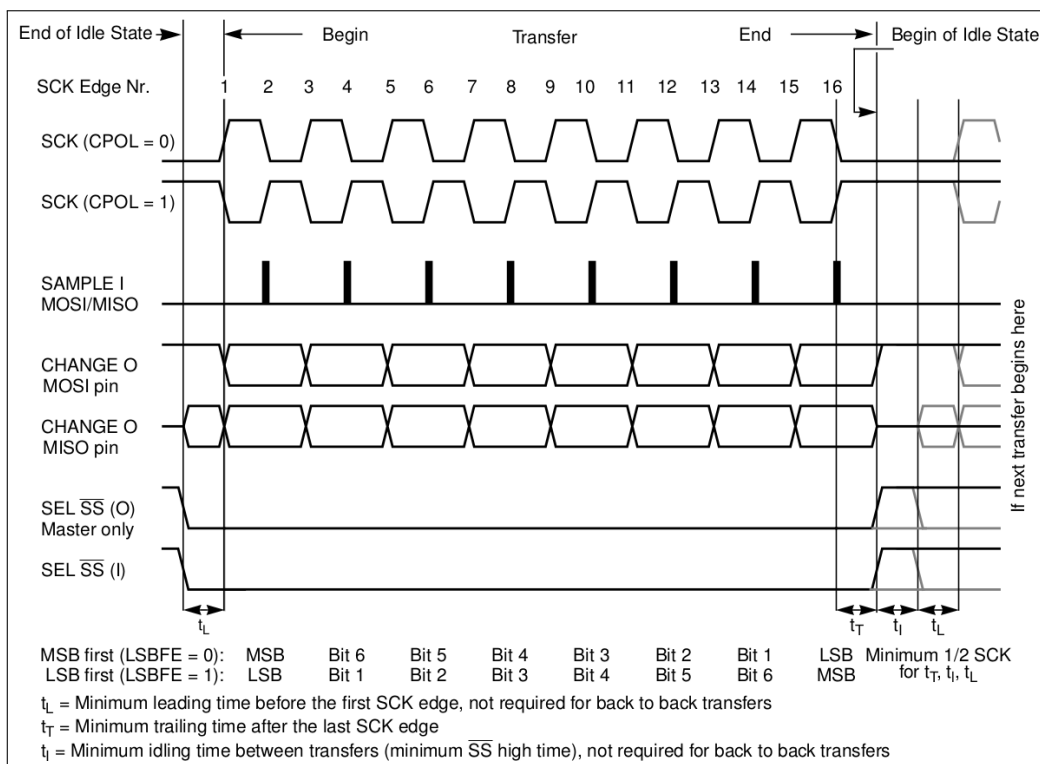 End of Idle State Begin Transfer End Begin of Idle State
SCK Edge Nr. 1 2 3 4 5 6 7 8 9 10 11 12 13 14 15 16
SCK (CPOL = 0)
SCK (CPOL = 1)
SAMPLE I
MOSI/MISO
CHANGE O
MOSI pin
CHANGE O
MISO pin
SEL S̅S̅ (O)
Master only
SEL S̅S̅ (I)
If next transfer begins here
tL tT tI tL
MSB first (LSBFE = 0): MSB Bit 6 Bit 5 Bit 4 Bit 3 Bit 2 Bit 1 LSB Minimum 1/2 SCK
LSB first (LSBFE = 1): LSB Bit 1 Bit 2 Bit 3 Bit 4 Bit 5 Bit 6 MSB for tT, tI, tL
tL = Minimum leading time before the first SCK edge, not required for back to back transfers
tT = Minimum trailing time after the last SCK edge
tI = Minimum idling time between transfers (minimum S̅S̅ high time), not required for back to back transfers